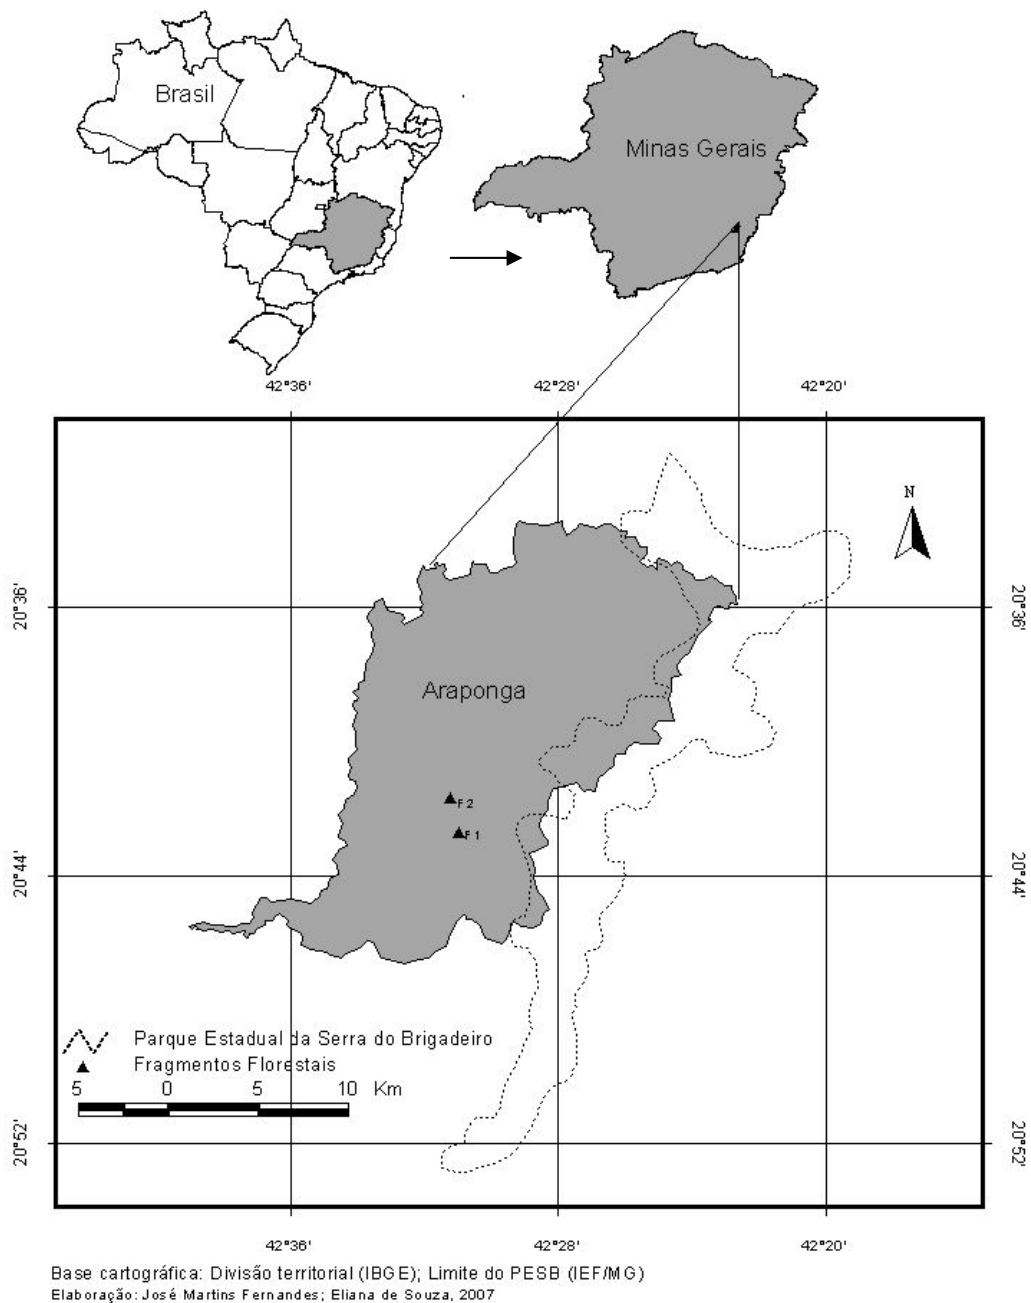 Brasil
Minas Gerais
42°36' 42°28' 42°20'
N
20°36' 20°36'
Araponga
F2
F1
20°44' 20°44'
Parque Estadual da Serra do Brigadeiro
Fragmentos Florestais
5 0 5 10 Km
20°52' 20°52'
42°36' 42°28' 42°20'
Base cartográfica: Divisão territorial (IBGE); Limite do PESB (IEF/MG)
Elaboração: José Martins Fernandes; Eliana de Souza, 2007